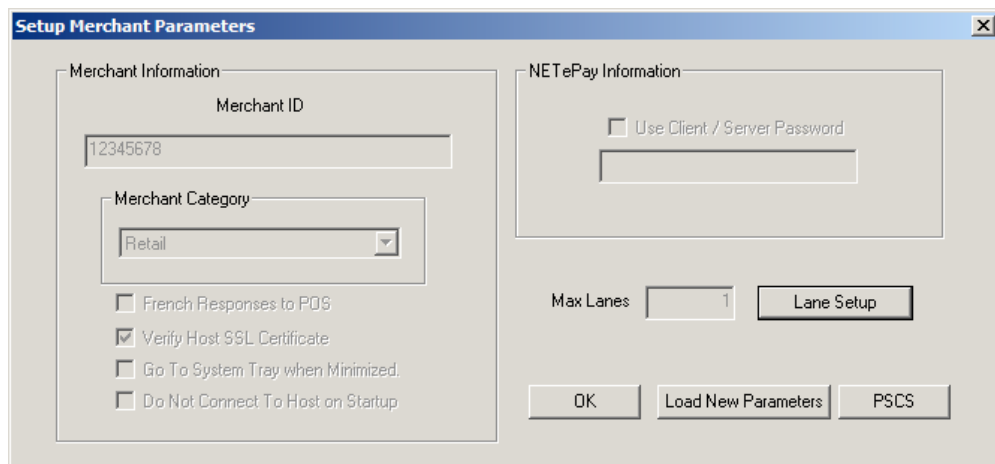 Setup Merchant Parameters
Merchant Information
Merchant ID
12345678
Merchant Category
Retail
French Responses to POS
Verify Host SSL Certificate
Go To System Tray when Minimized.
Do Not Connect To Host on Startup
NETePay Information
Use Client / Server Password
Max Lanes 1 Lane Setup
OK Load New Parameters PSCS